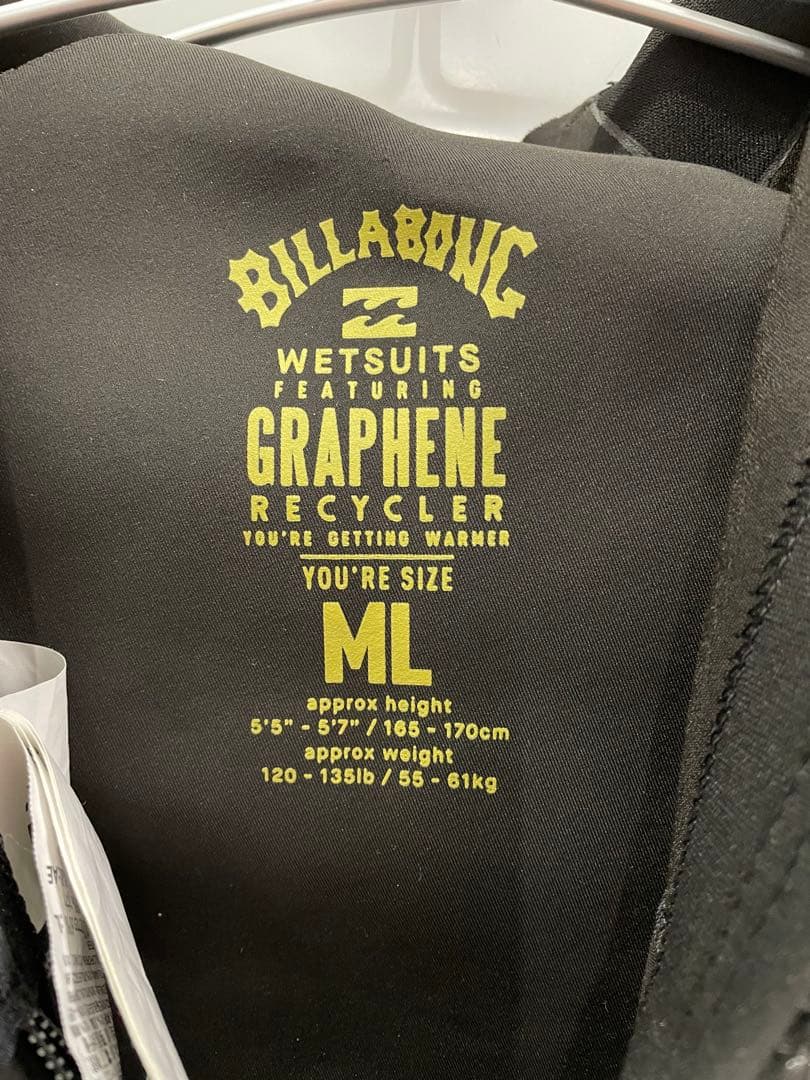 BILLABONG
WETSUITS
FEATURING
GRAPHENE
RECYCLER
YOU'RE GETTING WARMER
YOU'RE SIZE
ML
approx height
5'5" - 5'7" / 165 - 170cm
approx weight
120 - 135lb / 55 - 61kg